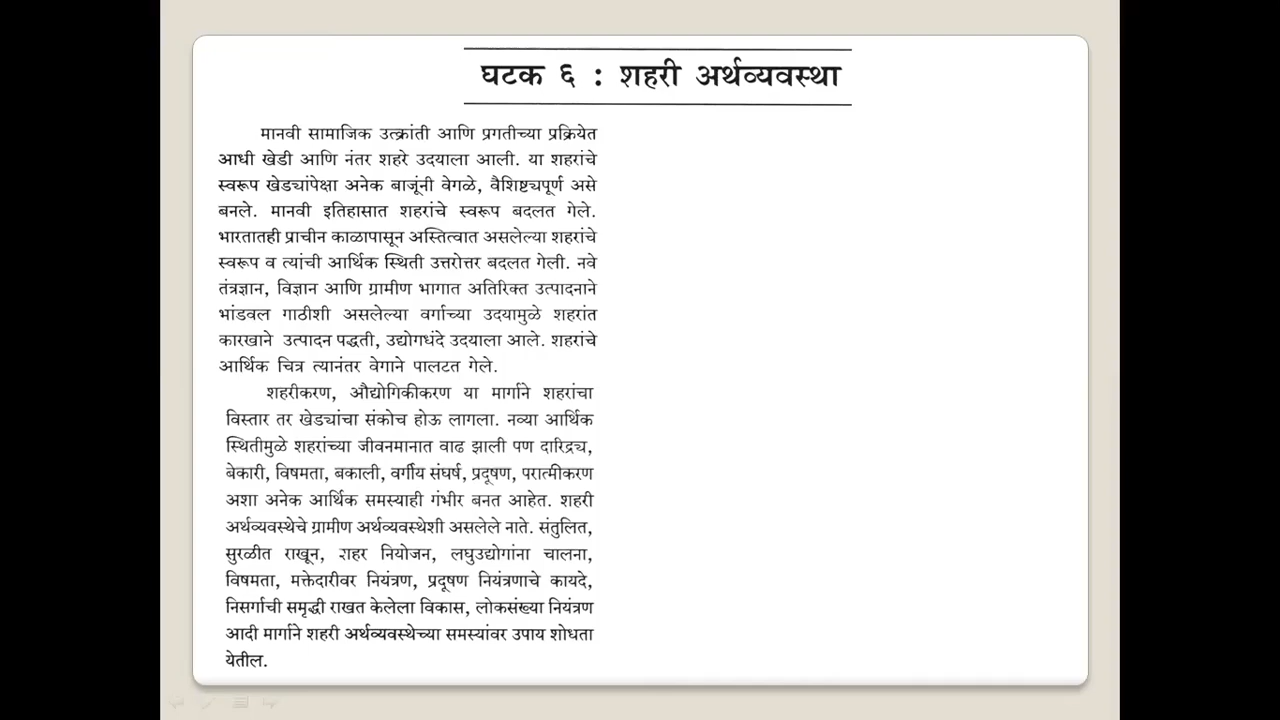 घटक ६ : शहरी अर्थव्यवस्था
मानवी सामाजिक उत्क्रांती आणि प्रगतीच्या प्रक्रियेत
आधी खेडी आणि नंतर शहरे उदयाला आली. या शहरांचे
स्वरूप खेड्यांपेक्षा अनेक बाजूंनी वेगळे, वैशिष्ट्यपूर्ण असे
बनले. मानवी इतिहासात शहरांचे स्वरूप बदलत गेले.
भारतातही प्राचीन काळापासून अस्तित्वात असलेल्या शहरांचे
स्वरूप व त्यांची आर्थिक स्थिती उत्तरोत्तर बदलत गेली. नवे
तंत्रज्ञान, विज्ञान आणि ग्रामीण भागात अतिरिक्त उत्पादनाने
भांडवल गाठीशी असलेल्या वर्गाच्या उदयामुळे शहरांत
कारखाने उत्पादन पद्धती, उद्योगधंदे उदयाला आले. शहरांचे
आर्थिक चित्र त्यानंतर वेगाने पालटत गेले.
शहरीकरण, औद्योगिकीकरण या मार्गाने शहरांचा
विस्तार तर खेड्यांचा संकोच होऊ लागला. नव्या आर्थिक
स्थितीमुळे शहरांच्या जीवनमानात वाढ झाली पण दारिद्र्य,
बेकारी, विषमता, बकाली, वर्गीय संघर्ष, प्रदूषण, परात्मीकरण
अशा अनेक आर्थिक समस्याही गंभीर बनत आहेत. शहरी
अर्थव्यवस्थेचे ग्रामीण अर्थव्यवस्थेशी असलेले नाते. संतुलित,
सुरळीत राखून, शहर नियोजन, लघुउद्योगांना चालना,
विषमता, मक्तेदारीवर नियंत्रण, प्रदूषण नियंत्रणाचे कायदे,
निसर्गाची समृद्धी राखत केलेला विकास, लोकसंख्या नियंत्रण
आदी मार्गाने शहरी अर्थव्यवस्थेच्या समस्यांवर उपाय शोधता
येतील.